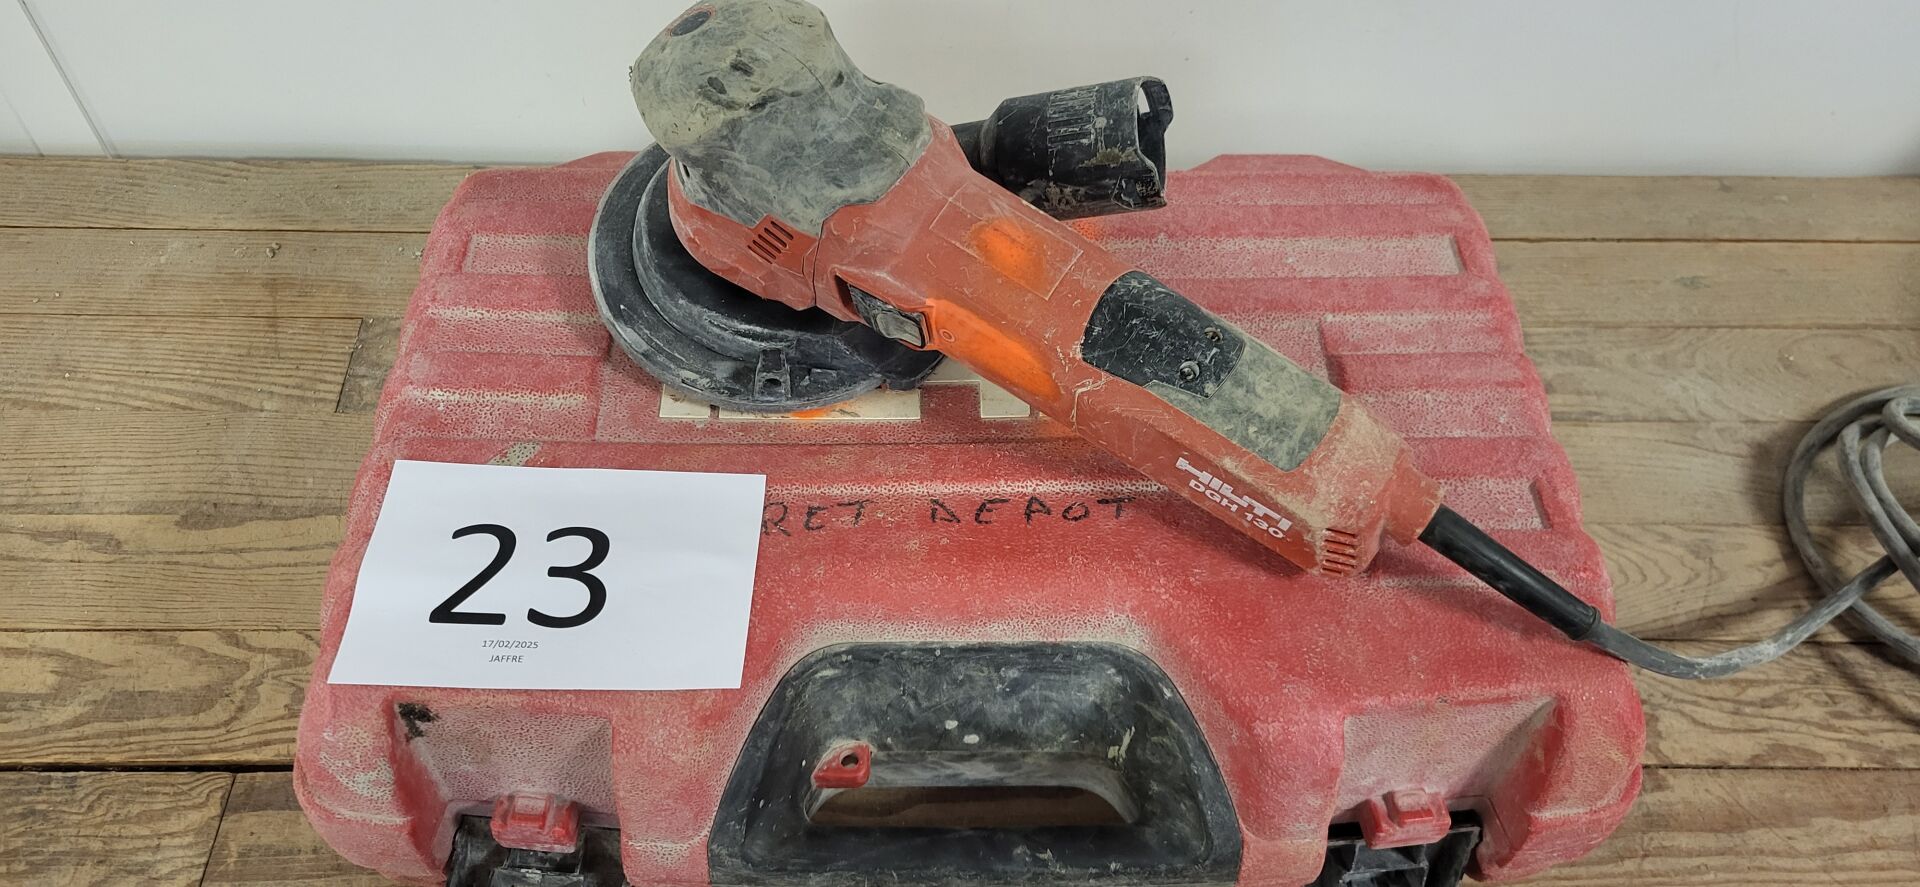 HILTI
DGH 130
RET DEPOT
23
17/02/2025
JAFFRE